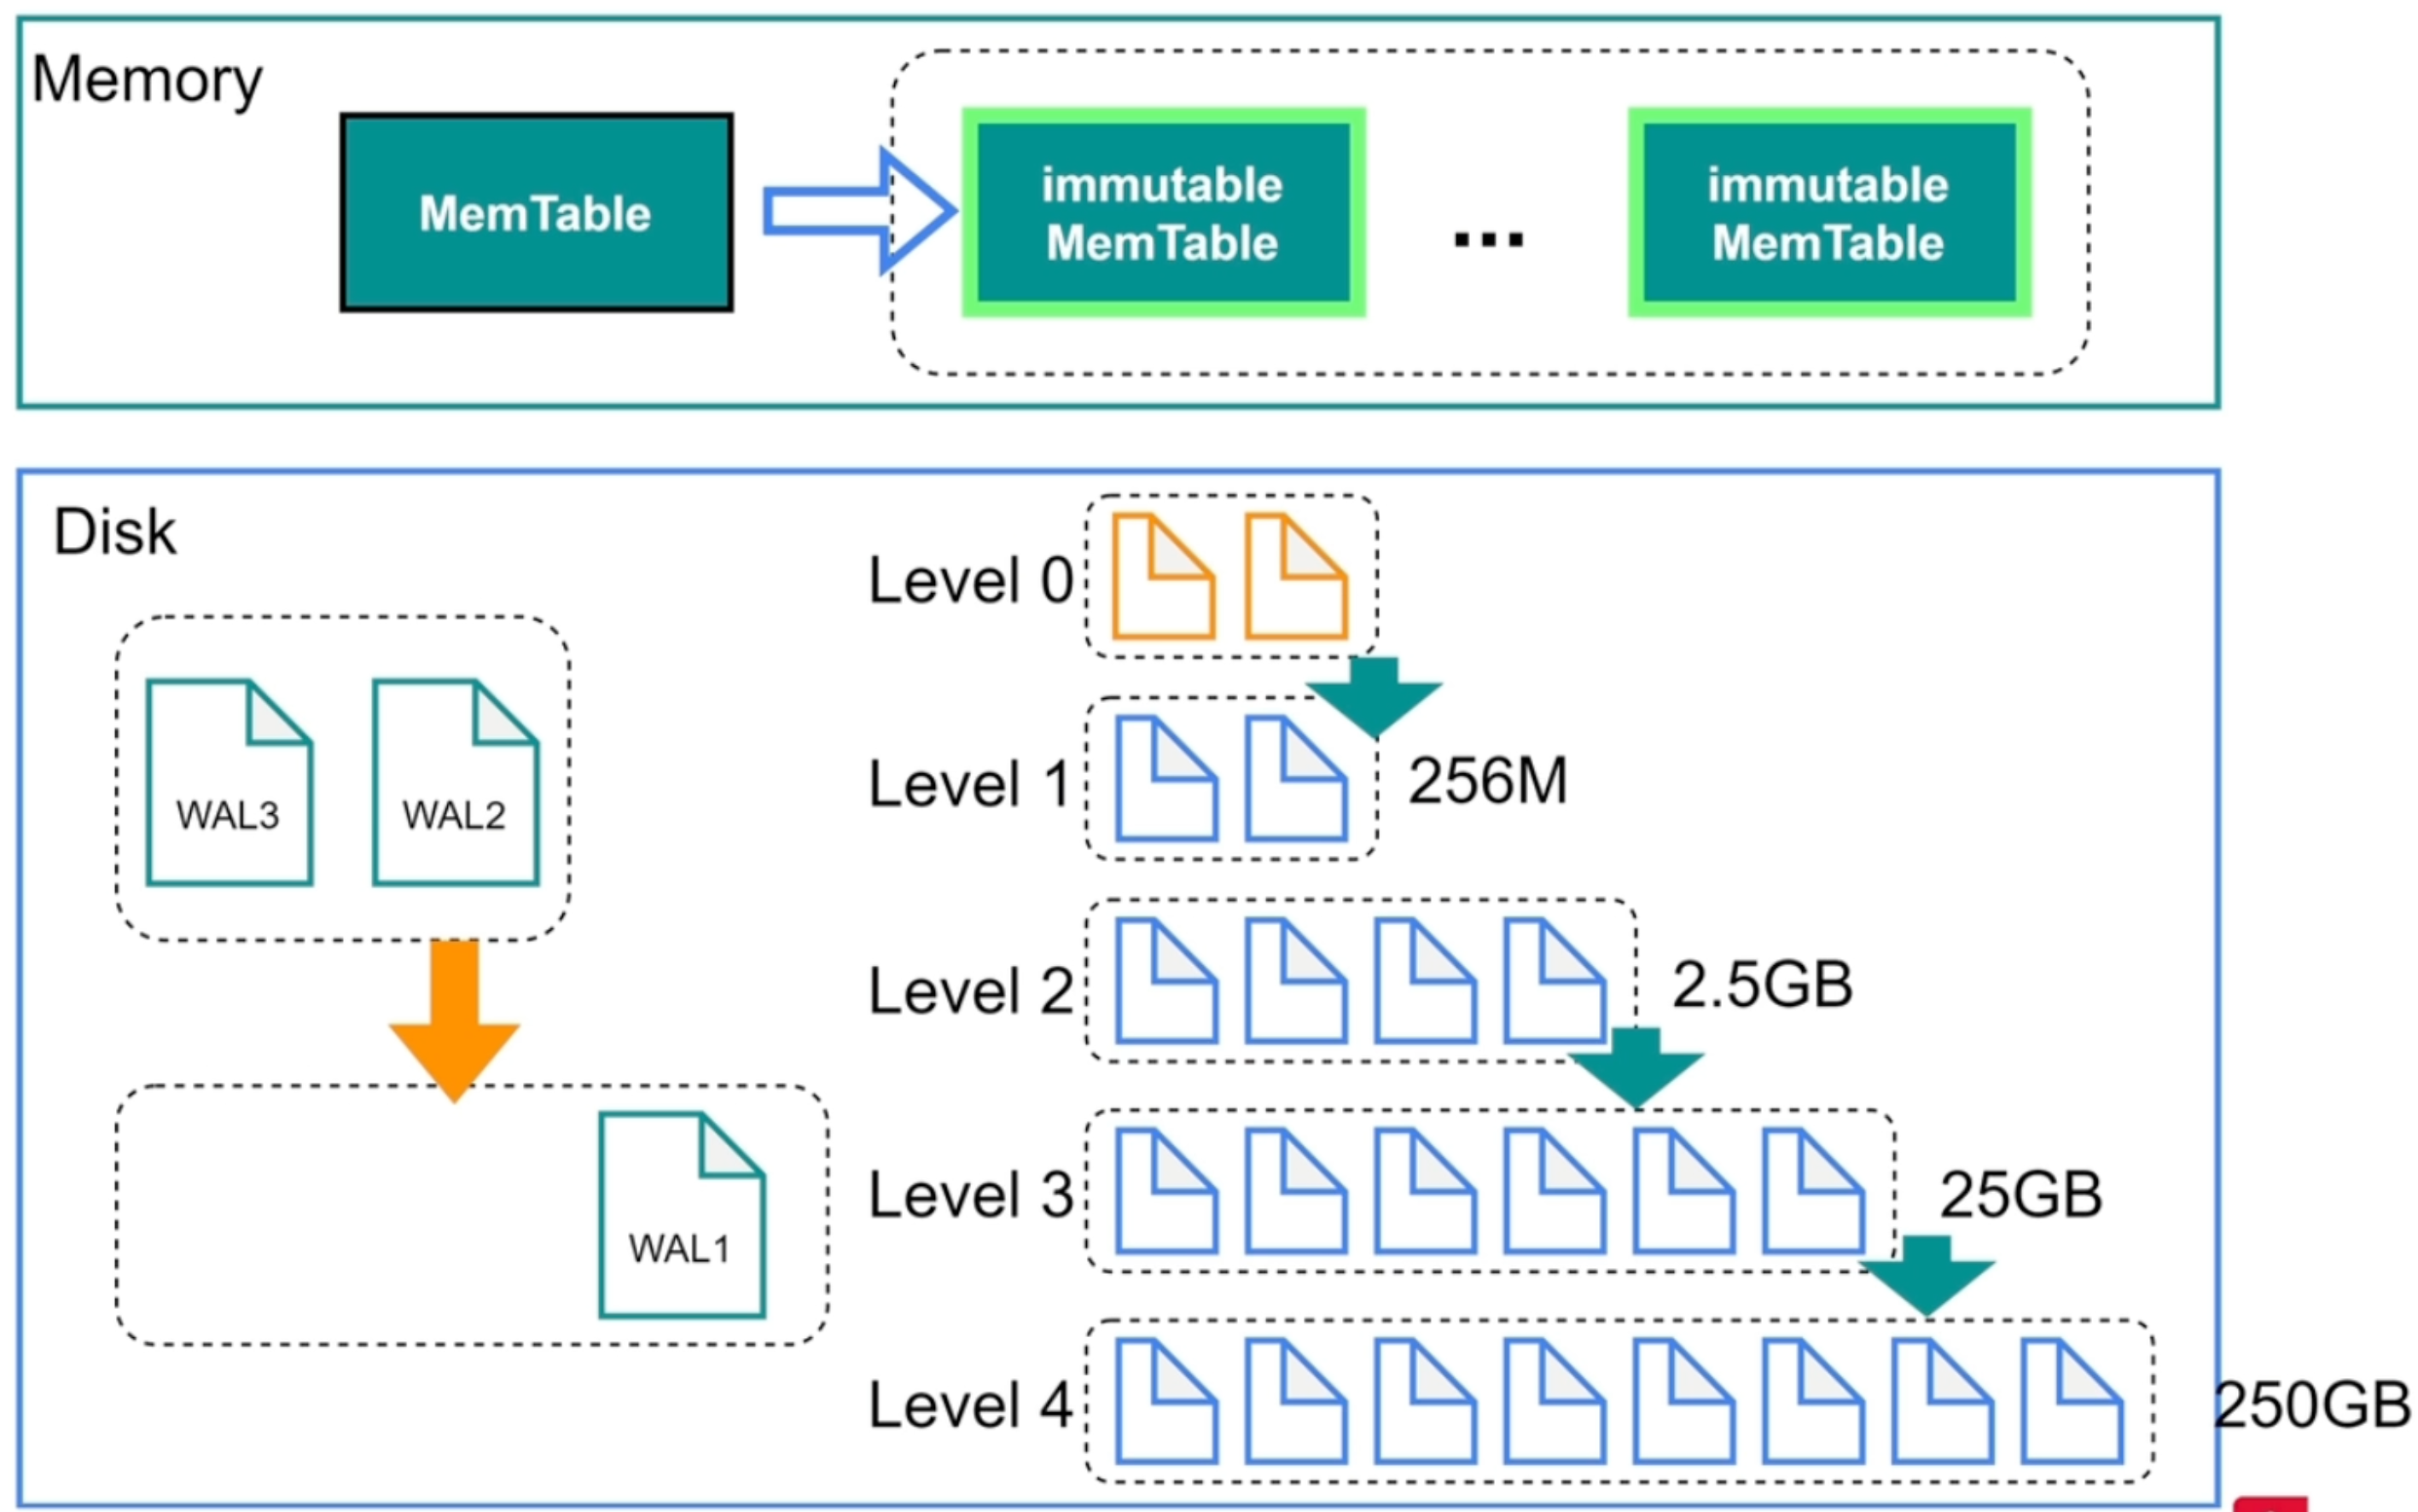 Memory
MemTable
immutable
MemTable
...
immutable
MemTable
Disk
WAL3
WAL2
WAL1
Level 0
Level 1
256M
Level 2
2.5GB
Level 3
25GB
Level 4
250GB